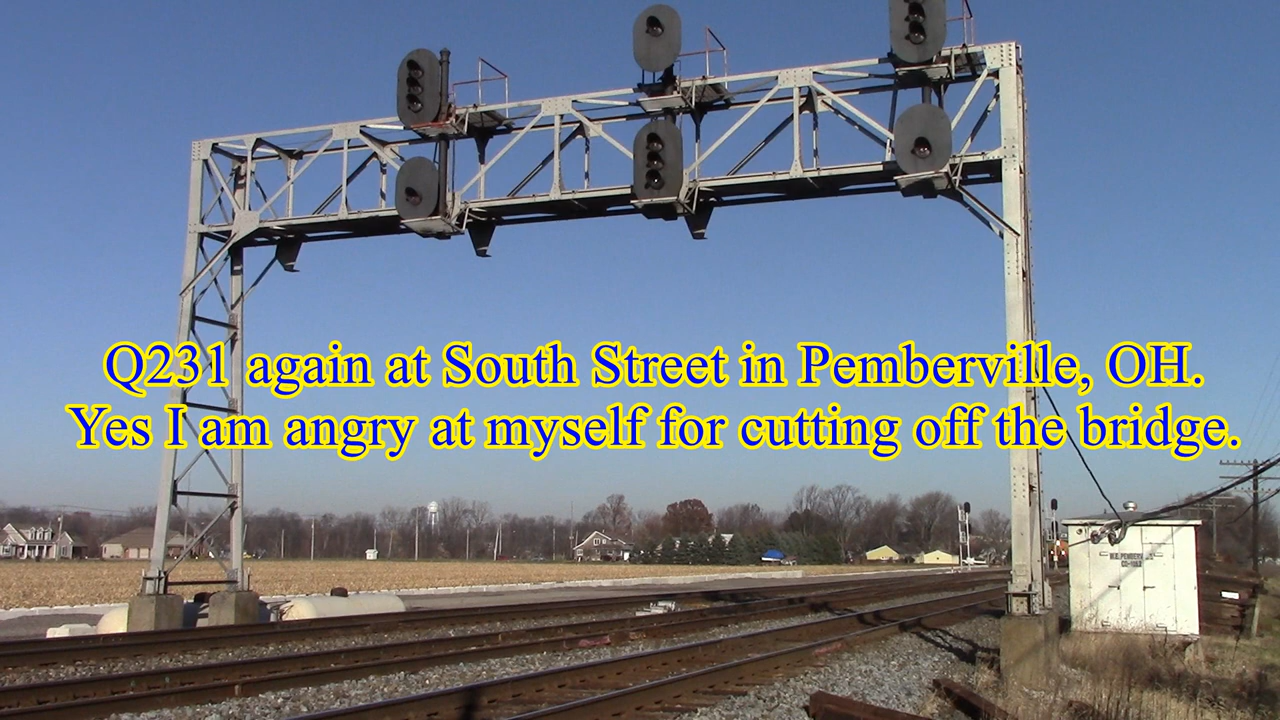 Q231 again at South Street in Pemberville, OH.
Yes I am angry at myself for cutting off the bridge.